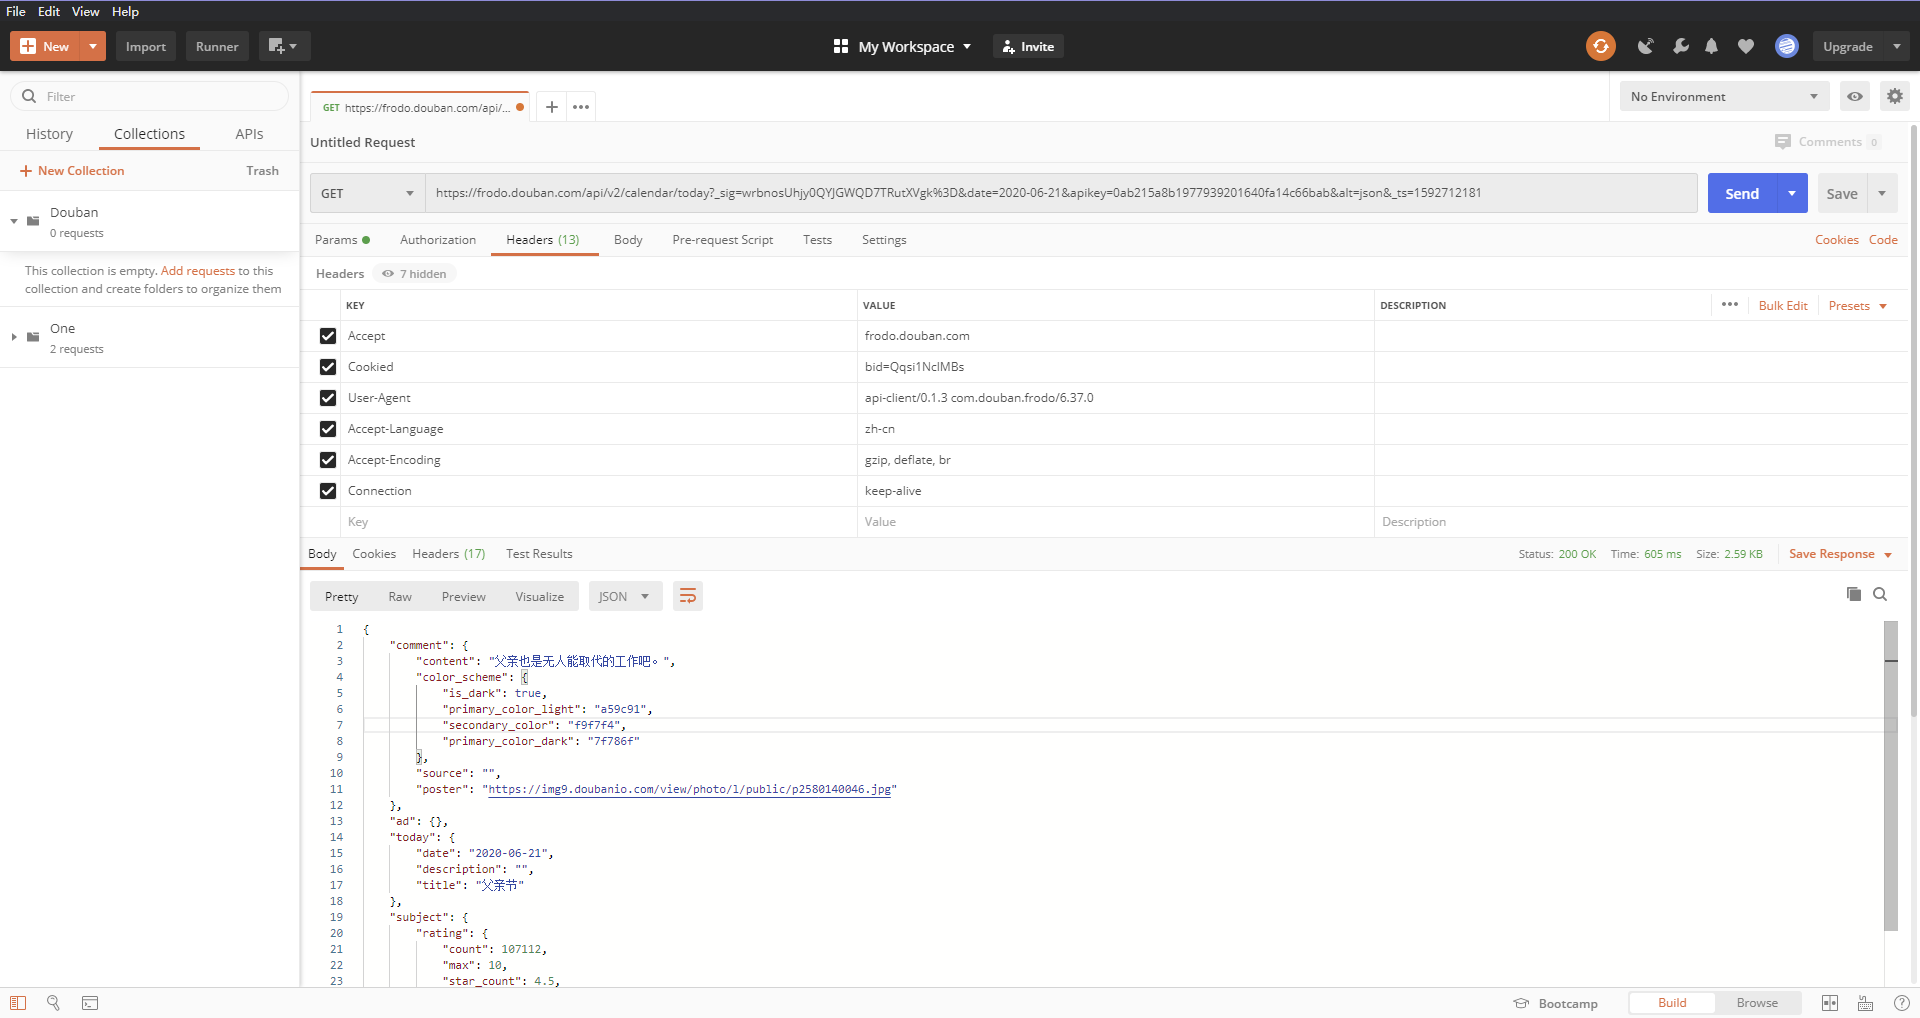 File Edit View Help
New Import Runner My Workspace Invite Upgrade
Filter
History Collections APIs
New Collection Trash
Douban
0 requests
This collection is empty. Add requests to this
collection and create folders to organize them
One
2 requests
GET https://frodo.douban.com/api/...
No Environment
Untitled Request
Comments 0
GET https://frodo.douban.com/api/v2/calendar/today?_sig=wrbnosUhjy0QYJGWQD7TRutXVgk%3D&date=2020-06-21&apikey=0ab215a8b1977939201640fa14c66bab&alt=json&_ts=1592712181
Send Save
Params Authorization Headers (13) Body Pre-request Script Tests Settings Cookies Code
Headers 7 hidden
KEY VALUE DESCRIPTION Bulk Edit Presets
Accept frodo.douban.com
Cookied bid=Qqsi1NclMBs
User-Agent api-client/0.1.3 com.douban.frodo/6.37.0
Accept-Language zh-cn
Accept-Encoding gzip, deflate, br
Connection keep-alive
Key Value Description
Body Cookies Headers (17) Test Results Status: 200 OK Time: 605 ms Size: 2.59 KB Save Response
Pretty Raw Preview Visualize JSON
1 {
2 "comment": {
3 "content": "父亲也是无人能取代的工作吧。",
4 "color_scheme": {
5 "is_dark": true,
6 "primary_color_light": "a59c91",
7 "secondary_color": "f9f7f4",
8 "primary_color_dark": "7f786f"
9 },
10 "source": "",
11 "poster": "https://img9.doubanio.com/view/photo/l/public/p2580140046.jpg"
12 },
13 "ad": {},
14 "today": {
15 "date": "2020-06-21",
16 "description": "",
17 "title": "父亲节"
18 },
19 "subject": {
20 "rating": {
21 "count": 107112,
22 "max": 10,
23 "star_count": 4.5,
Bootcamp Build Browse